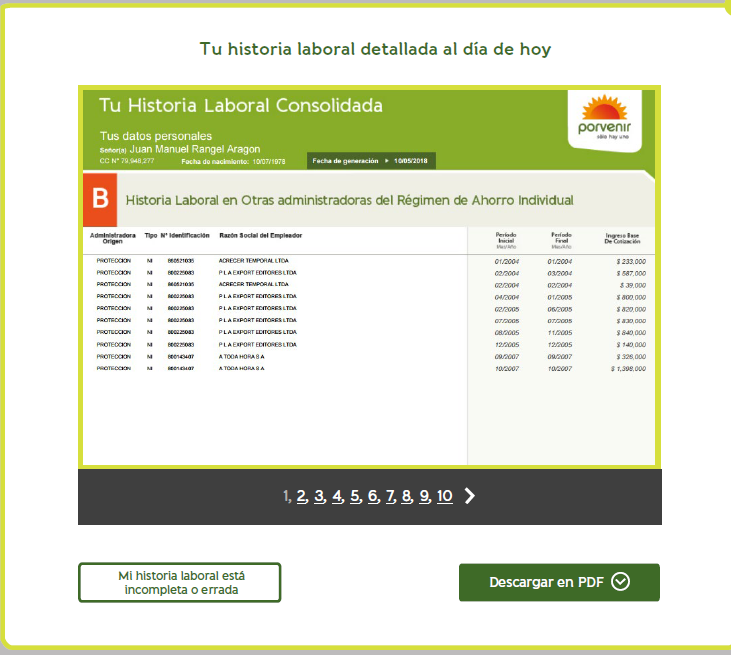 Tu historia laboral detallada al día de hoy
Tu Historia Laboral Consolidada
porvenir
sólo hay uno
Tus datos personales
Señor(a) Juan Manuel Rangel Aragon
CC Nº 79,948,277 Fecha de nacimiento: 10/07/1978 Fecha de generación 10/05/2018
B Historia Laboral en Otras administradoras del Régimen de Ahorro Individual
Administradora Origen Tipo Nº Identificación Razón Social del Empleador Periodo Inicial Mes/Año Periodo Final Mes/Año Ingreso Base De Cotización
PROTECCION NI 860521035 ACRECER TEMPORAL LTDA 01/2004 01/2004 $ 233,000
PROTECCION NI 800225083 P L A EXPORT EDITORES LTDA 02/2004 03/2004 $ 587,000
PROTECCION NI 860521035 ACRECER TEMPORAL LTDA 02/2004 02/2004 $ 39,000
PROTECCION NI 800225083 P L A EXPORT EDITORES LTDA 04/2004 01/2005 $ 800,000
PROTECCION NI 800225083 P L A EXPORT EDITORES LTDA 02/2005 06/2005 $ 820,000
PROTECCION NI 800225083 P L A EXPORT EDITORES LTDA 07/2005 07/2005 $ 830,000
PROTECCION NI 800225083 P L A EXPORT EDITORES LTDA 08/2005 11/2005 $ 840,000
PROTECCION NI 800225083 P L A EXPORT EDITORES LTDA 12/2005 12/2005 $ 140,000
PROTECCION NI 800143407 A TODA HORA S A 09/2007 09/2007 $ 326,000
PROTECCION NI 800143407 A TODA HORA S A 10/2007 10/2007 $ 1,398,000
1, 2, 3, 4, 5, 6, 7, 8, 9, 10
Mi historia laboral está
incompleta o errada
Descargar en PDF